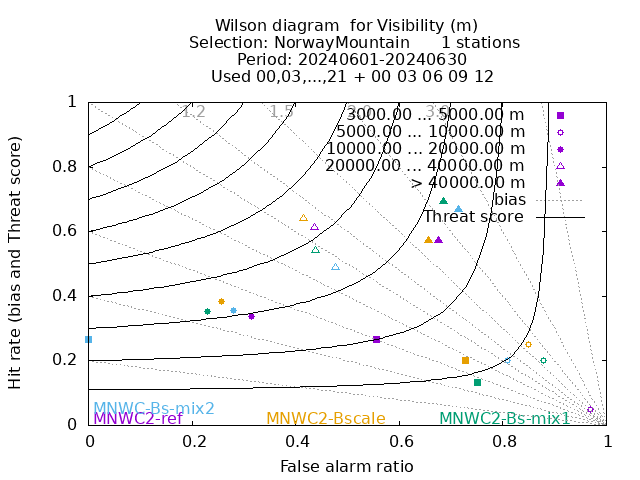 Wilson diagram  for Visibility (m)
Selection: NorwayMountain      1 stations
Period: 20240601-20240630
Used 00,03,...,21 + 00 03 06 09 12
1.2 1.5 2.0 3.0
3000.00 ... 5000.00 m
5000.00 ... 10000.00 m
10000.00 ... 20000.00 m
20000.00 ... 40000.00 m
> 40000.00 m
bias
Threat score
Hit rate (bias and Threat score)
1
0.8
0.6
0.4
0.2
0
MNWC-Bs-mix2
MNWC2-ref MNWC2-Bscale MNWC2-Bs-mix1
0 0.2 0.4 0.6 0.8 1
False alarm ratio